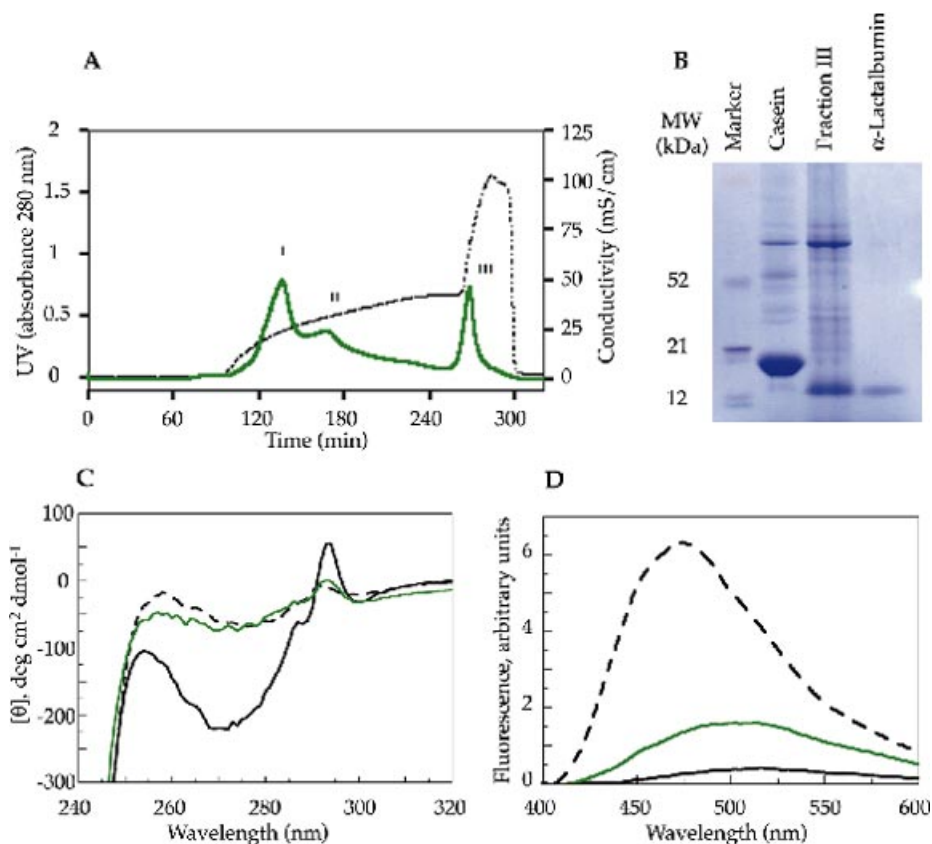 A
UV (absorbance 280 nm)
2
1.5
1
0.5
0
I
II
III
125
100
75
50
25
0
Conductivity (mS/cm)
0 60 120 180 240 300
Time (min)
B
MW
(kDa)
Marker
Casein
Fraction III
α-Lactalbumin
52
21
12
C
[θ], deg cm² dmol⁻¹
100
0
-100
-200
-300
240 260 280 300 320
Wavelength (nm)
D
Fluorescence, arbitrary units
6
4
2
0
400 450 500 550 600
Wavelength (nm)